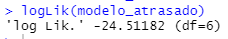 > logLik(modelo_atrasado)
'log Lik.' -24.51182 (df=6)
>